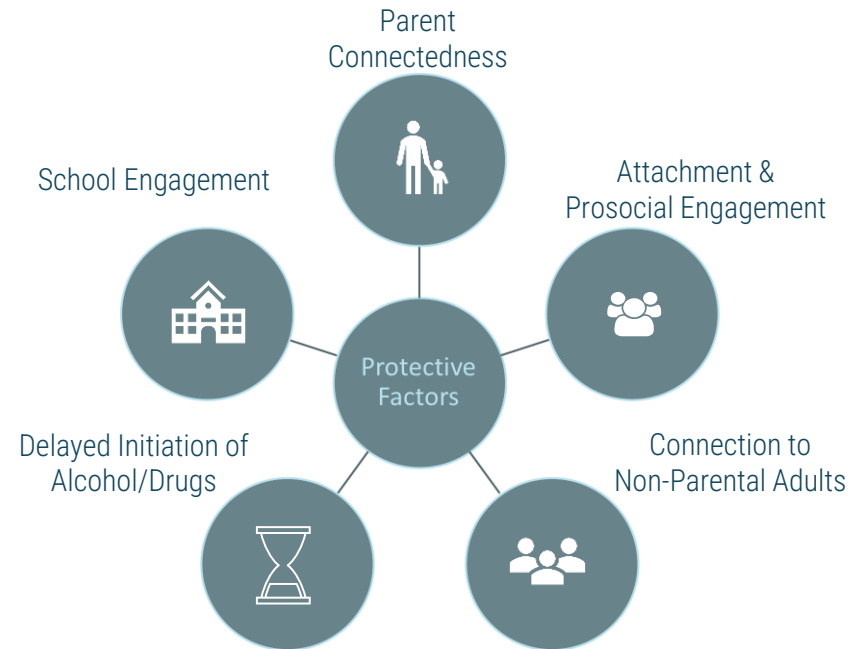 Parent
Connectedness
School Engagement
Attachment &
Prosocial Engagement
Protective
Factors
Delayed Initiation of
Alcohol/Drugs
Connection to
Non-Parental Adults